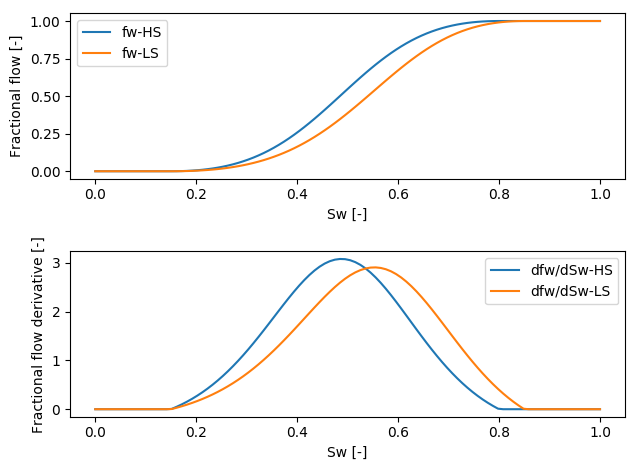 Fractional flow [-]
1.00
0.75
0.50
0.25
0.00
fw-HS
fw-LS
0.0 0.2 0.4 0.6 0.8 1.0
Sw [-]
Fractional flow derivative [-]
3
2
1
0
dfw/dSw-HS
dfw/dSw-LS
0.0 0.2 0.4 0.6 0.8 1.0
Sw [-]